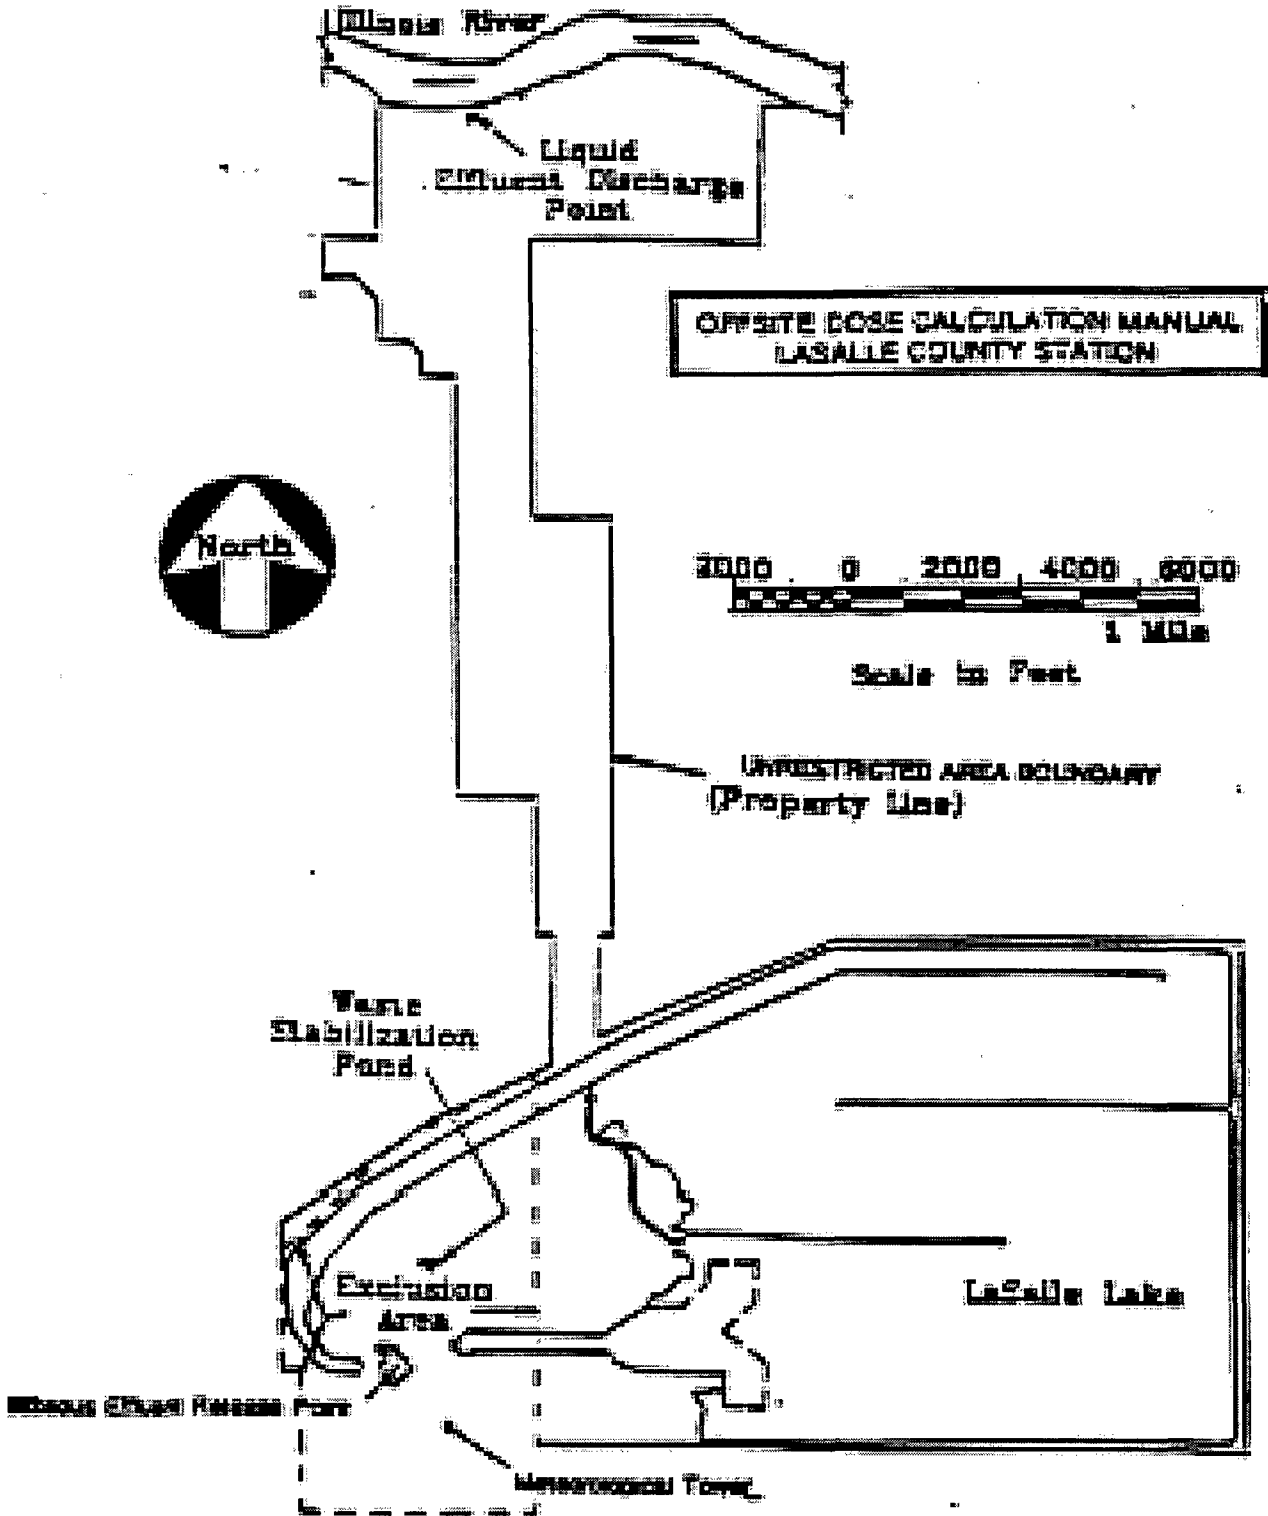 Illinois River
Liquid
Effluent Discharge
Point
OFFSITE DOSE CALCULATION MANUAL
LASALLE COUNTY STATION
North
2000 0 2000 4000 6000
1 Mile
Scale in Feet
UNRESTRICTED AREA BOUNDARY
(Property Line)
Waste
Stabilization
Pond
Exclusion
Area
LaSalle Lake
Gaseous Effluent Release Point
Meteorological Tower